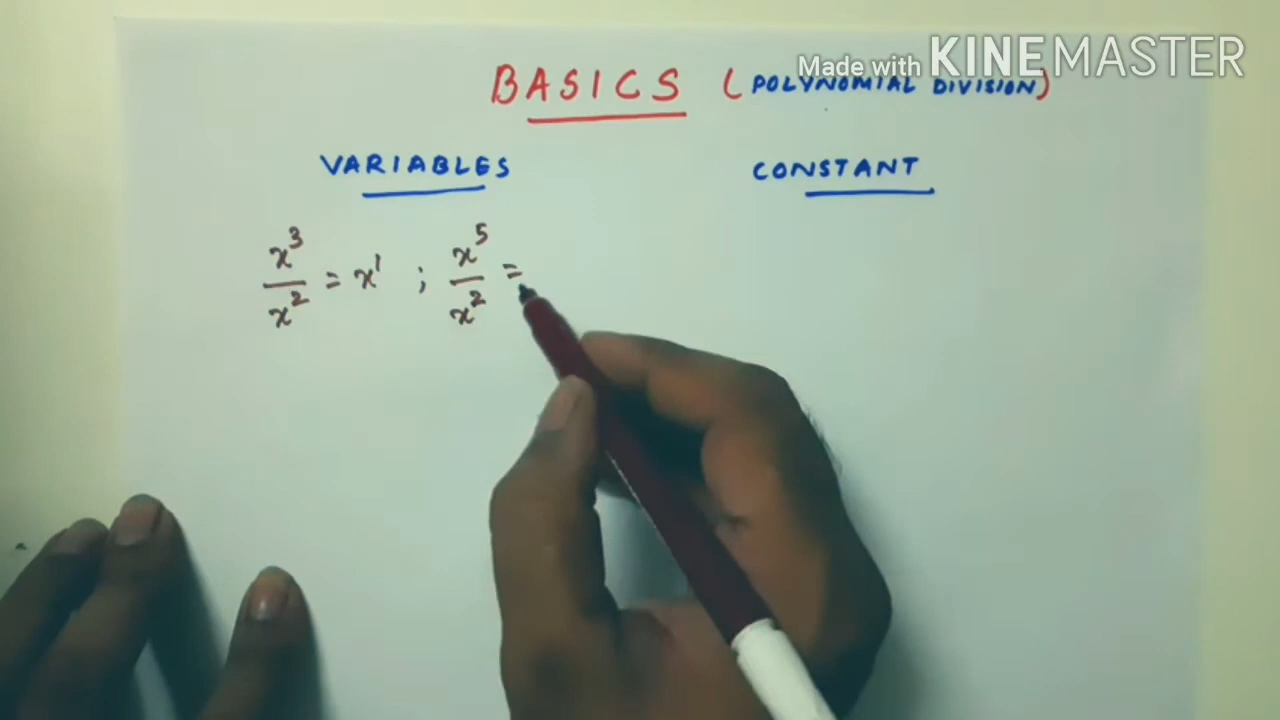 Made with KINEMASTER
BASICS (POLYNOMIAL DIVISION)
VARIABLES CONSTANT
x³/x² = x¹ ; x⁵/x² =